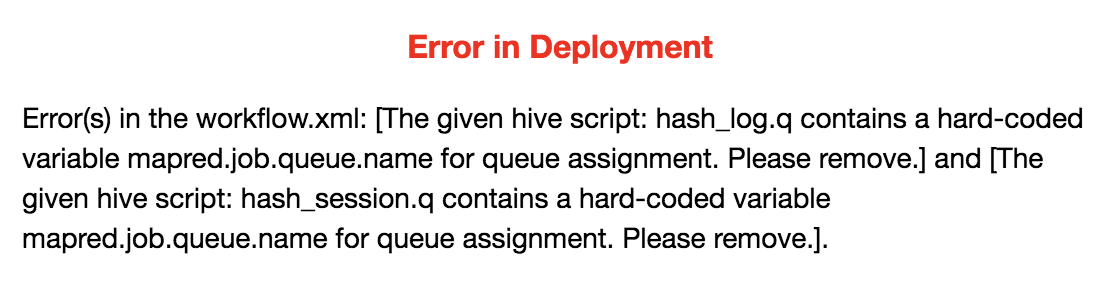 Error in Deployment
Error(s) in the workflow.xml: [The given hive script: hash_log.q contains a hard-coded
variable mapred.job.queue.name for queue assignment. Please remove.] and [The
given hive script: hash_session.q contains a hard-coded variable
mapred.job.queue.name for queue assignment. Please remove.].